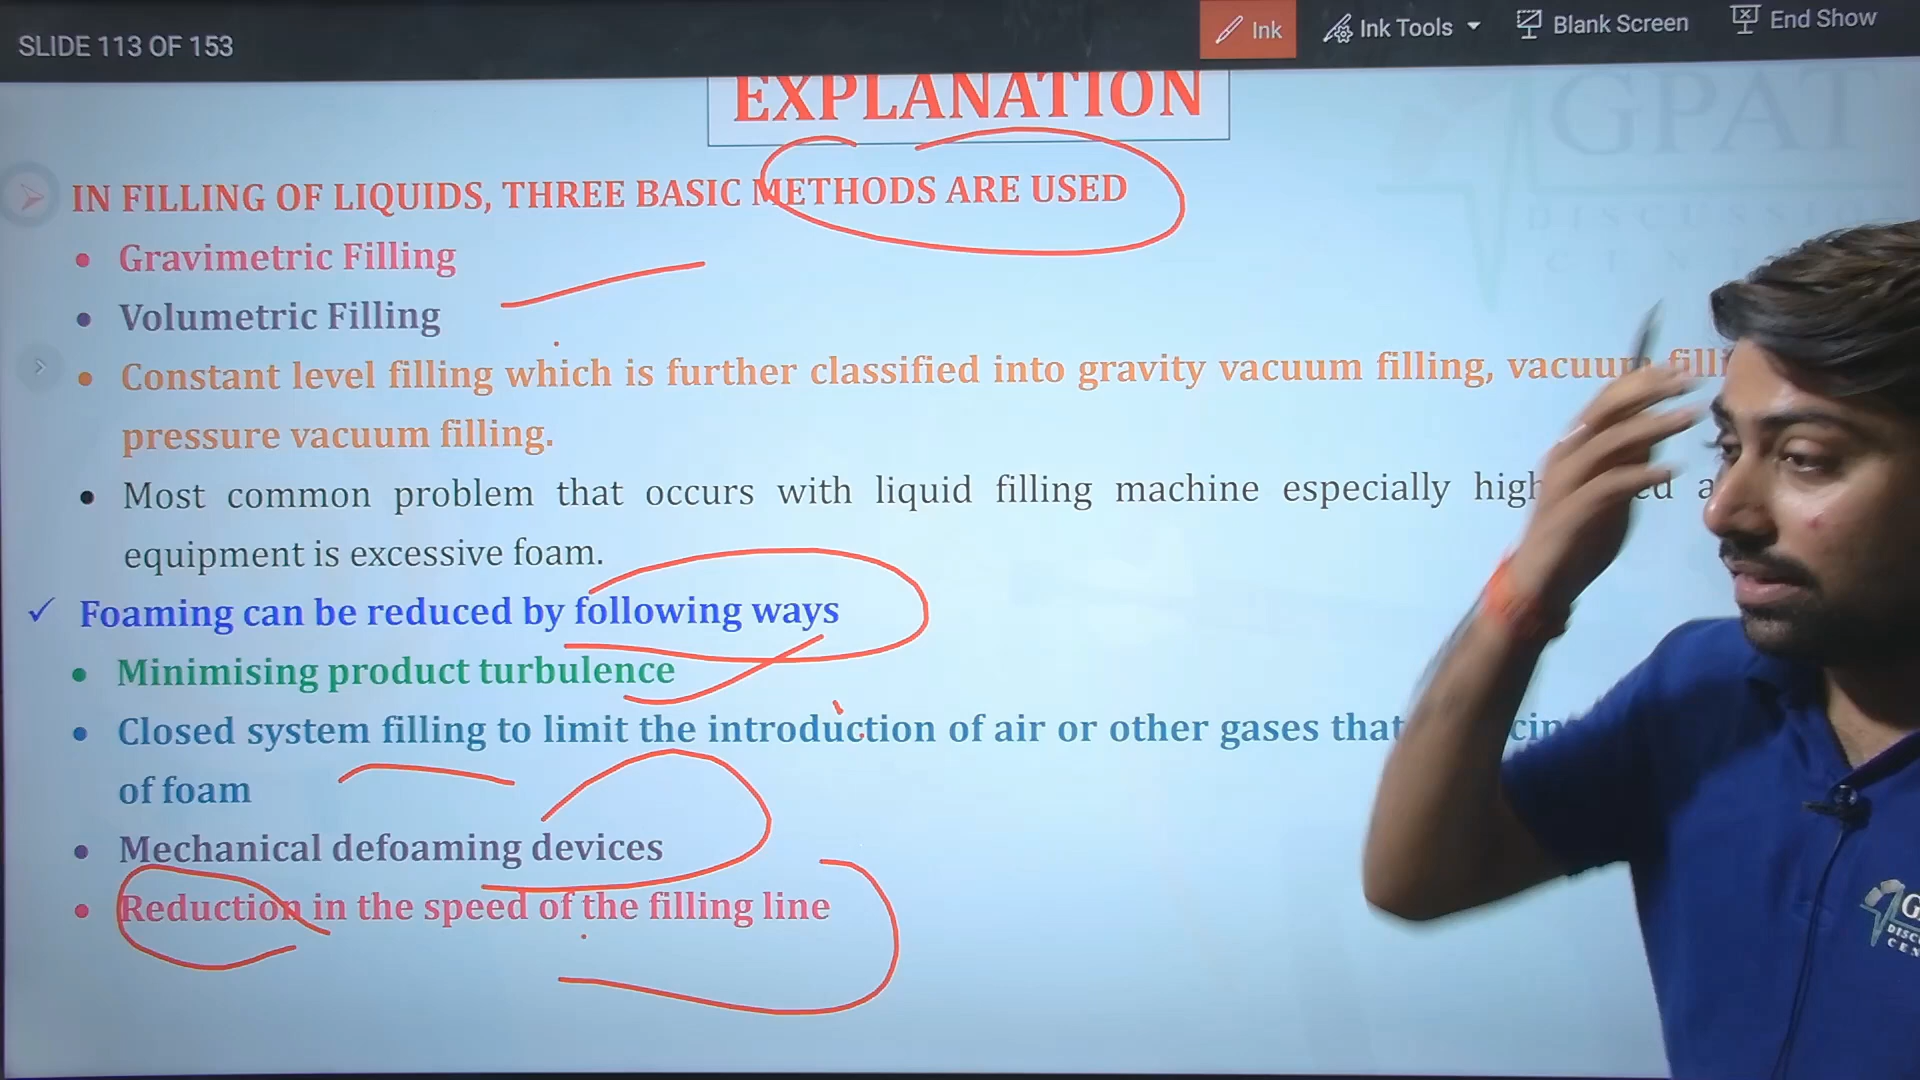 SLIDE 113 OF 153
Ink
Ink Tools
Blank Screen
End Show
EXPLANATION
GPAT
DISCUSSION
IN FILLING OF LIQUIDS, THREE BASIC METHODS ARE USED
• Gravimetric Filling
• Volumetric Filling
• Constant level filling which is further classified into gravity vacuum filling, vacuum
pressure vacuum filling.
• Most common problem that occurs with liquid filling machine especially
equipment is excessive foam.
✓ Foaming can be reduced by following ways
• Minimising product turbulence
• Closed system filling to limit the introduction of air or other gases that
of foam
• Mechanical defoaming devices
• Reduction in the speed of the filling line